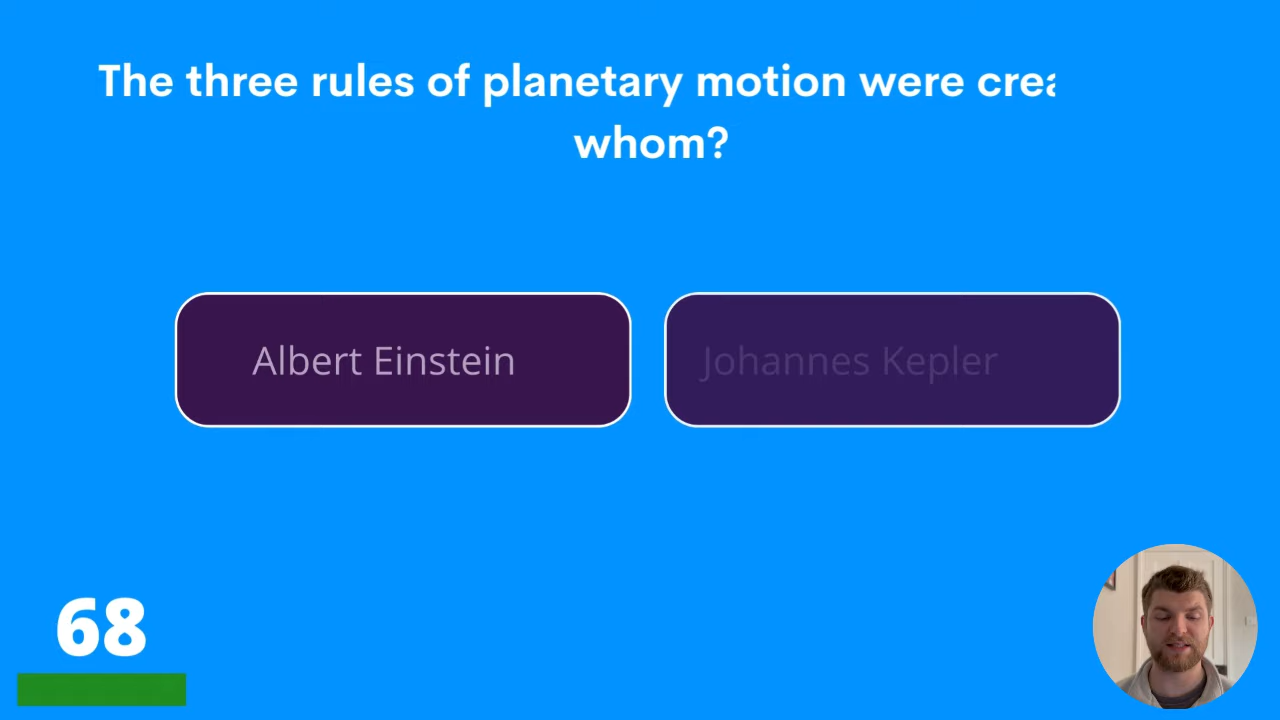 The three rules of planetary motion were crea
whom?
Albert Einstein
Johannes Kepler
68